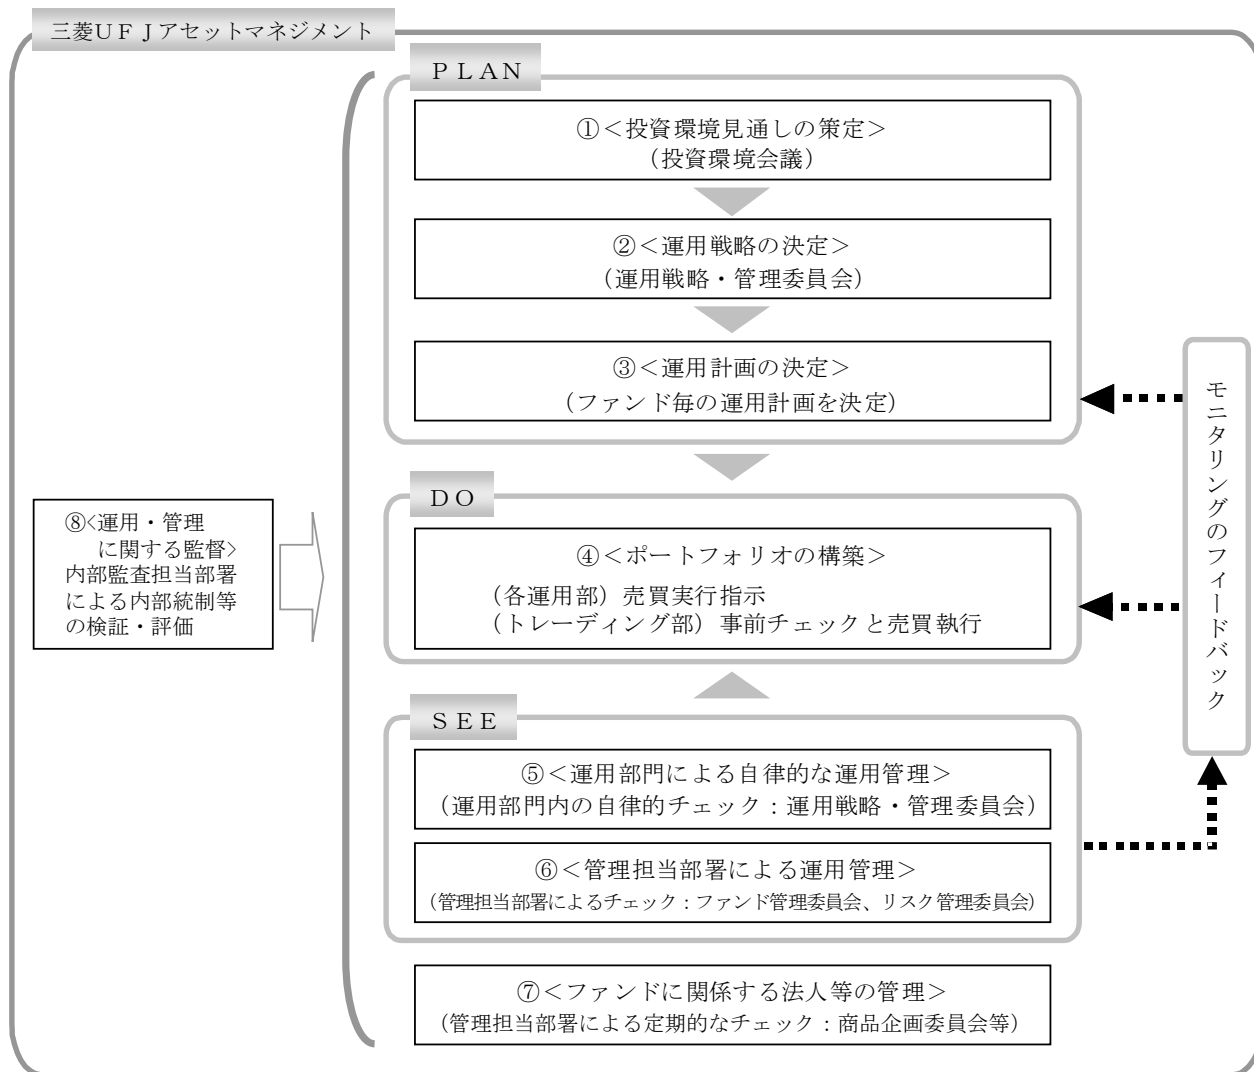 三菱ＵＦＪアセットマネジメント
ＰＬＡＮ
①＜投資環境見通しの策定＞
（投資環境会議）
②＜運用戦略の決定＞
（運用戦略・管理委員会）
③＜運用計画の決定＞
（ファンド毎の運用計画を決定）
ＤＯ
④＜ポートフォリオの構築＞
（各運用部）売買実行指示
（トレーディング部）事前チェックと売買執行
ＳＥＥ
⑤＜運用部門による自律的な運用管理＞
（運用部門内の自律的チェック：運用戦略・管理委員会）
⑥＜管理担当部署による運用管理＞
（管理担当部署によるチェック：ファンド管理委員会、リスク管理委員会）
⑦＜ファンドに関係する法人等の管理＞
（管理担当部署による定期的なチェック：商品企画委員会等）
⑧<運用・管理
に関する監督>
内部監査担当部署
による内部統制等
の検証・評価
モニタリングのフィードバック